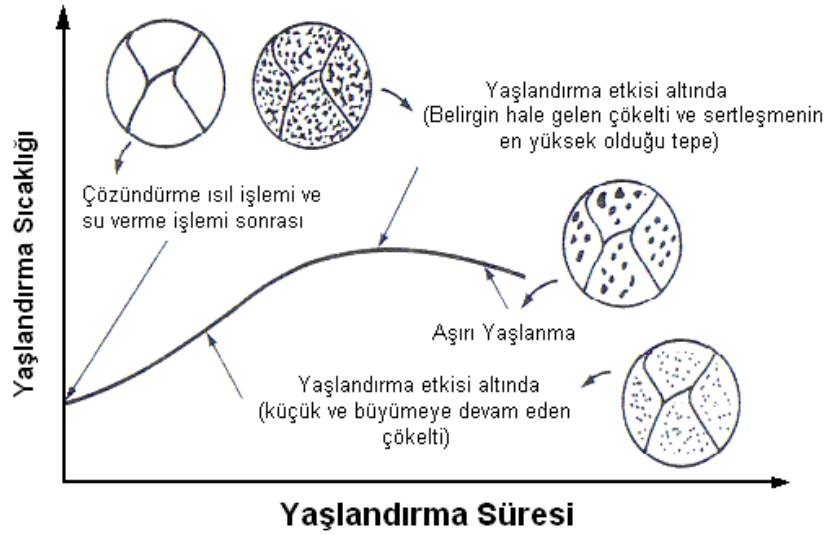 Yaşlandırma Sıcaklığı
Çözündürme ısıl işlemi ve
su verme işlemi sonrası
Yaşlandırma etkisi altında
(Belirgin hale gelen çökelti ve sertleşmenin
en yüksek olduğu tepe)
Aşırı Yaşlanma
Yaşlandırma etkisi altında
(küçük ve büyümeye devam eden
çökelti)
Yaşlandırma Süresi